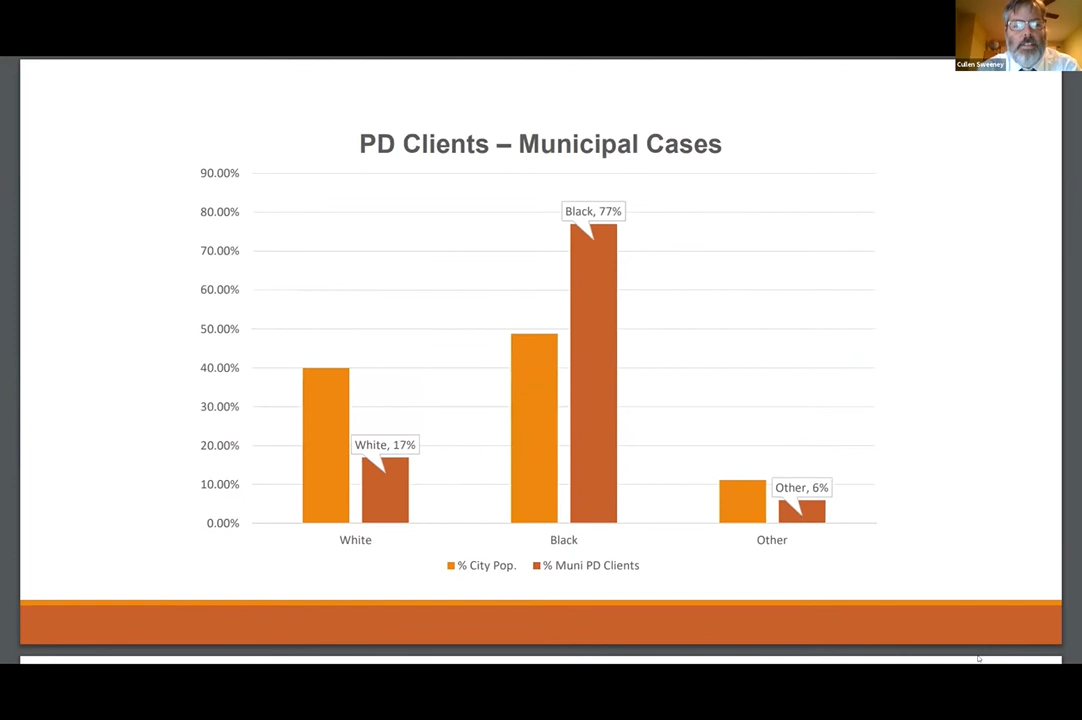 Cullen Sweeney
PD Clients – Municipal Cases
90.00%
80.00%
70.00%
60.00%
50.00%
40.00%
30.00%
20.00%
10.00%
0.00%
Black, 77%
White, 17%
Other, 6%
White
Black
Other
% City Pop.
% Muni PD Clients